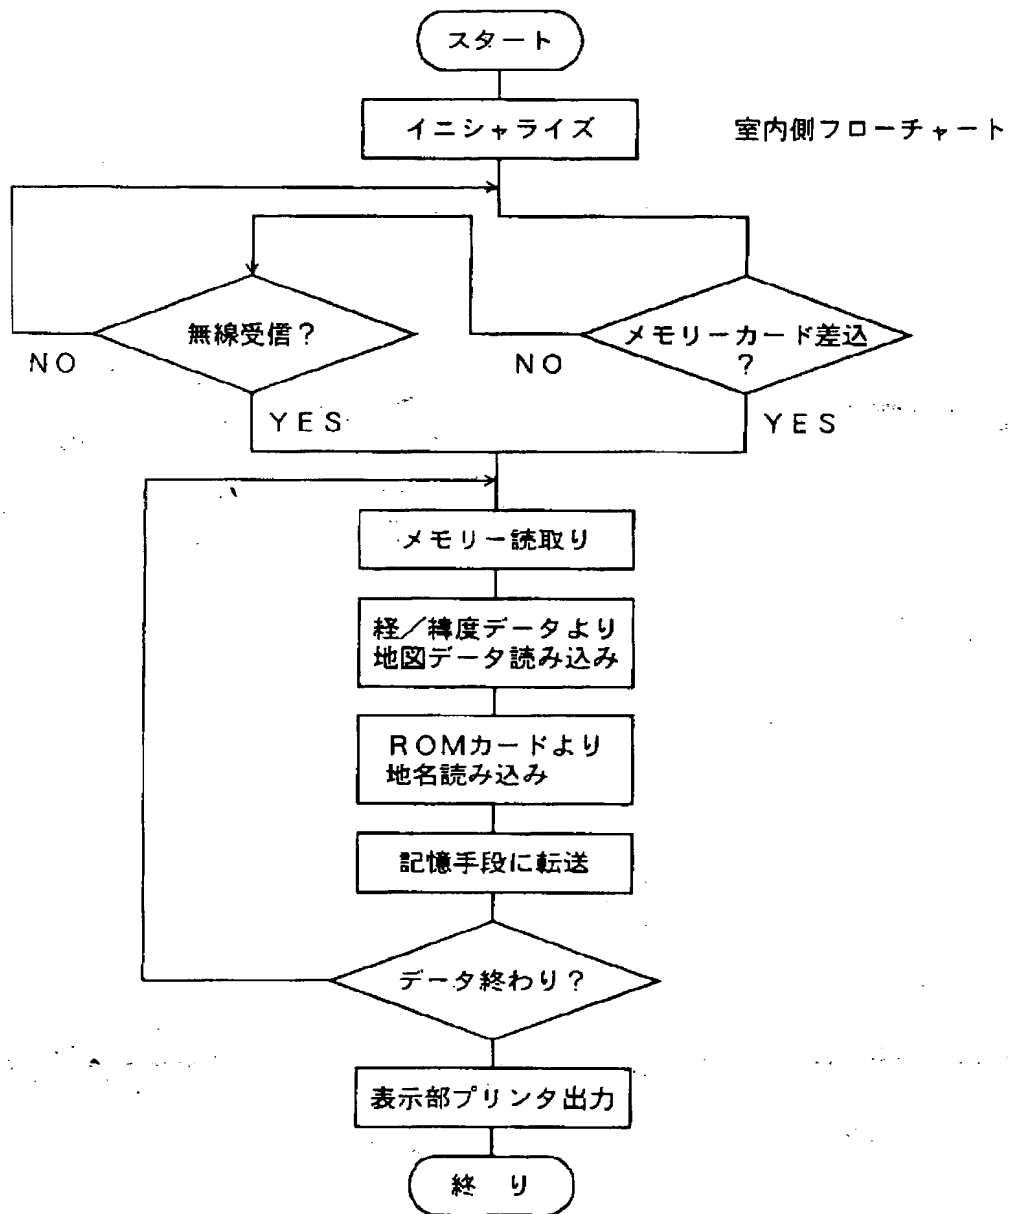 スタート
イニシャライズ
室内側フローチャート
無線受信？
メモリーカード差込
？
NO
NO
YES
YES
メモリー読取り
経／緯度データより
地図データ読み込み
ROMカードより
地名読み込み
記憶手段に転送
データ終わり？
表示部プリンタ出力
終り